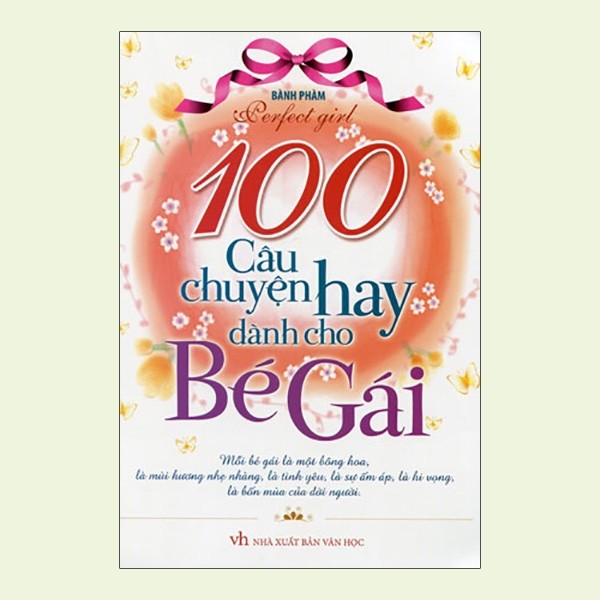 BÀNH PHÀM
Perfect girl
100
Câu
chuyện hay
dành cho
Bé Gái
Mỗi bé gái là một bông hoa,
là mùi hương nhẹ nhàng, là tình yêu, là sự ấm áp, là hi vọng,
là bốn mùa của đời người.
vh NHÀ XUẤT BẢN VĂN HỌC